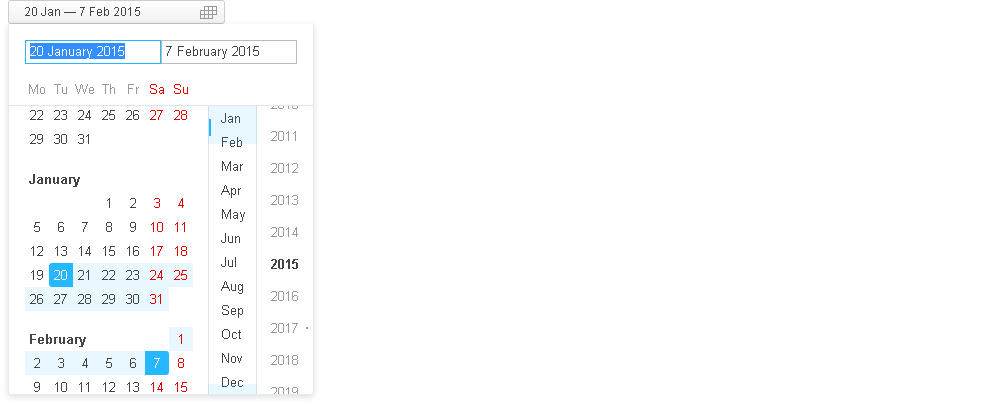 20 Jan — 7 Feb 2015
20 January 2015 7 February 2015
Mo Tu We Th Fr Sa Su
22 23 24 25 26 27 28
29 30 31
January
1 2 3 4
5 6 7 8 9 10 11
12 13 14 15 16 17 18
19 20 21 22 23 24 25
26 27 28 29 30 31
February 1
2 3 4 5 6 7 8
9 10 11 12 13 14 15
Jan
Feb
Mar
Apr
May
Jun
Jul
Aug
Sep
Oct
Nov
Dec
2010
2011
2012
2013
2014
2015
2016
2017
2018
2019